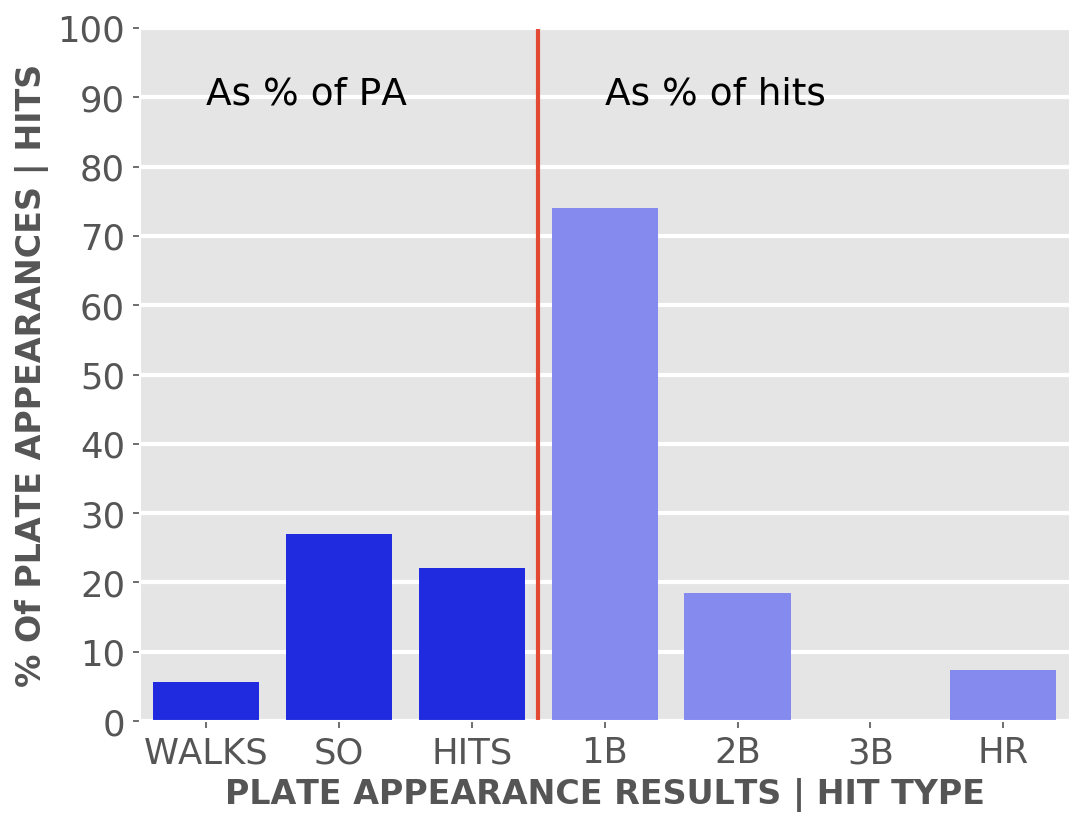 100
90
80
70
60
50
40
30
20
10
0
% Of PLATE APPEARANCES | HITS
As % of PA
As % of hits
WALKS SO HITS 1B 2B 3B HR
PLATE APPEARANCE RESULTS | HIT TYPE